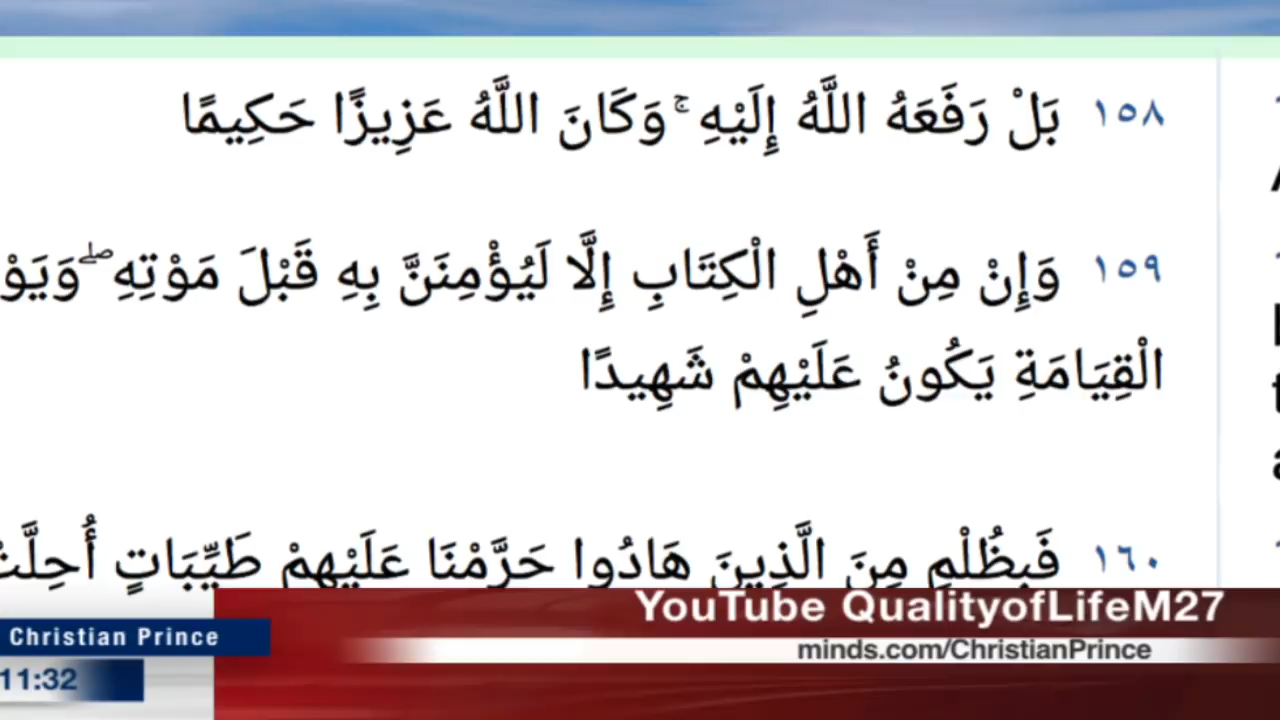 ١٥٨ بَلْ رَفَعَهُ اللَّهُ إِلَيْهِ ۚ وَكَانَ اللَّهُ عَزِيزًا حَكِيمًا
١٥٩ وَإِنْ مِنْ أَهْلِ الْكِتَابِ إِلَّا لَيُؤْمِنَنَّ بِهِ قَبْلَ مَوْتِهِ ۖ وَيَوْ
الْقِيَامَةِ يَكُونُ عَلَيْهِمْ شَهِيدًا
١٦٠ فَبِظُلْمٍ مِنَ الَّذِينَ هَادُوا حَرَّمْنَا عَلَيْهِمْ طَيِّبَاتٍ أُحِلَّتْ
YouTube QualityofLifeM27
Christian Prince
minds.com/ChristianPrince
11:32